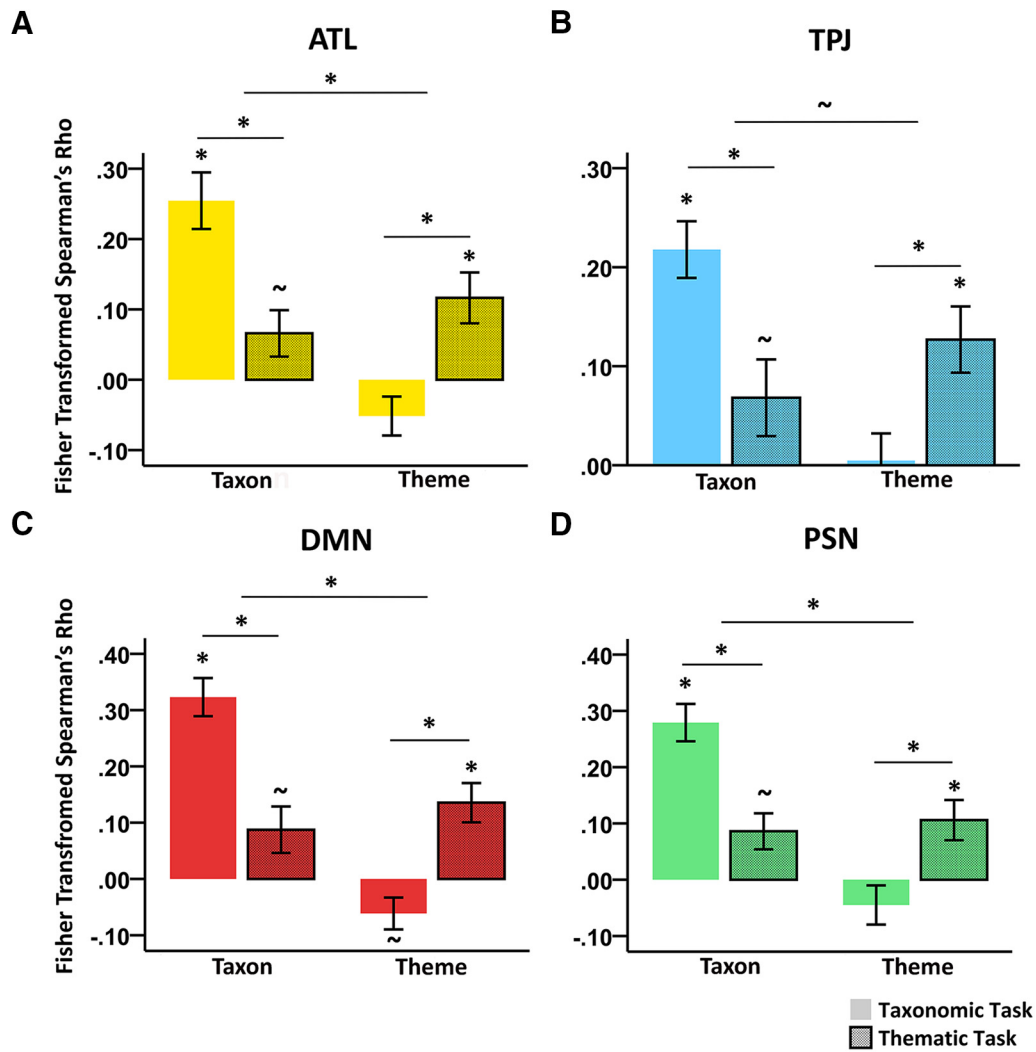 A
ATL
*
*
*
~
*
*
Fisher Transformed Spearman's Rho
.30
.20
.10
.00
-.10
Taxon
Theme
B
TPJ
~
*
*
~
*
*
.30
.20
.10
.00
Taxon
Theme
C
DMN
*
*
*
~
*
*
~
Fisher Transfromed Spearman's Rho
.40
.30
.20
.10
.00
-.10
Taxon
Theme
D
PSN
*
*
*
~
*
*
.40
.30
.20
.10
.00
-.10
Taxon
Theme
Taxonomic Task
Thematic Task